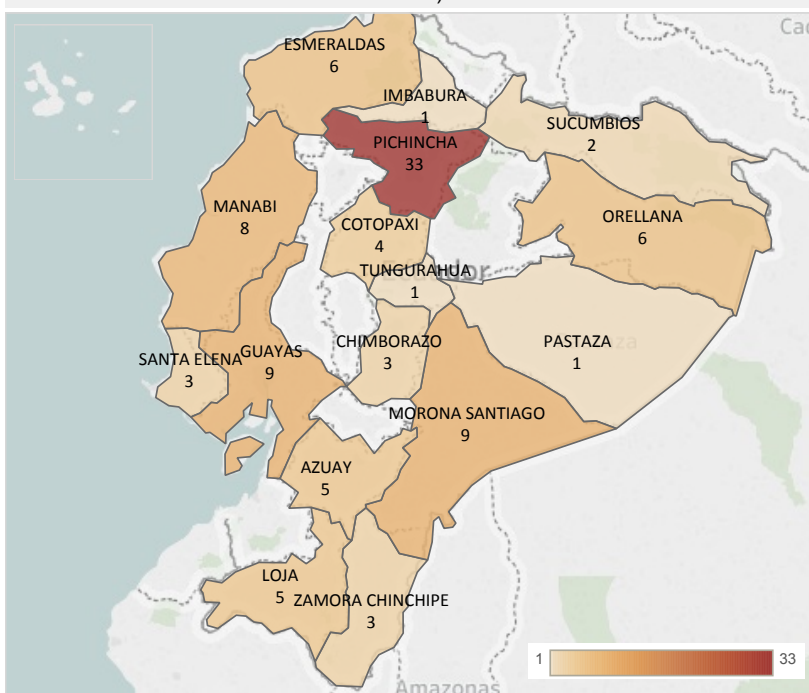 ESMERALDAS
6
IMBABURA
1
SUCUMBIOS
2
PICHINCHA
33
MANABI
8
ORELLANA
6
COTOPAXI
4
TUNGURAHUA
1
CHIMBORAZO
3
PASTAZA
1
SANTA ELENA
3
GUAYAS
9
MORONA SANTIAGO
9
AZUAY
5
LOJA
5
ZAMORA CHINCHIPE
3
1
33
Amazonas